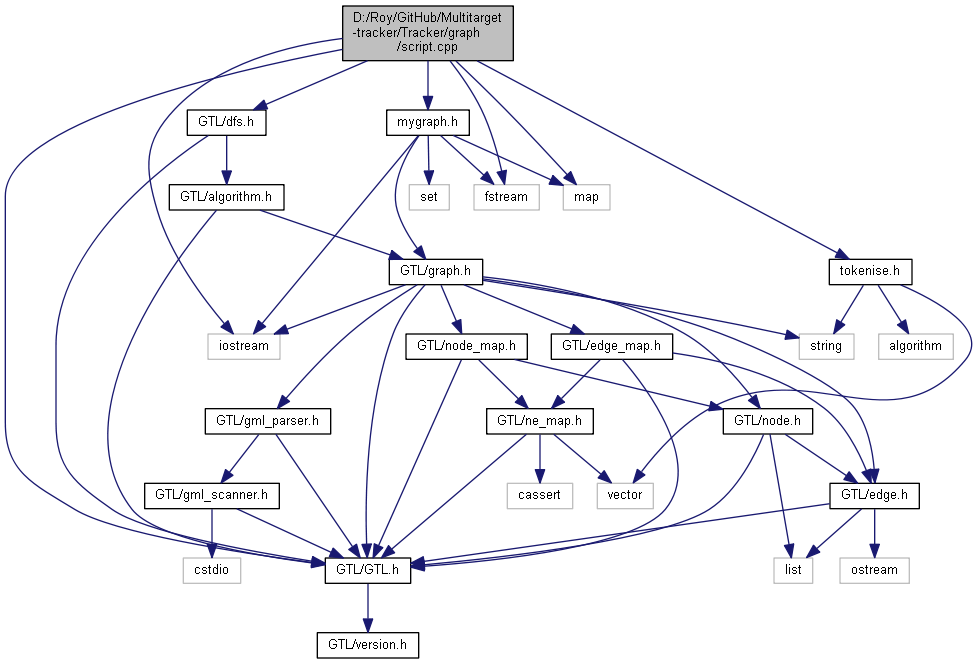 D:/Roy/GitHub/Multitarget
-tracker/Tracker/graph
/script.cpp
GTL/dfs.h
mygraph.h
GTL/algorithm.h
set
fstream
map
GTL/graph.h
tokenise.h
iostream
GTL/node_map.h
GTL/edge_map.h
string
algorithm
GTL/gml_parser.h
GTL/ne_map.h
GTL/node.h
GTL/gml_scanner.h
cassert
vector
GTL/edge.h
cstdio
GTL/GTL.h
list
ostream
GTL/version.h